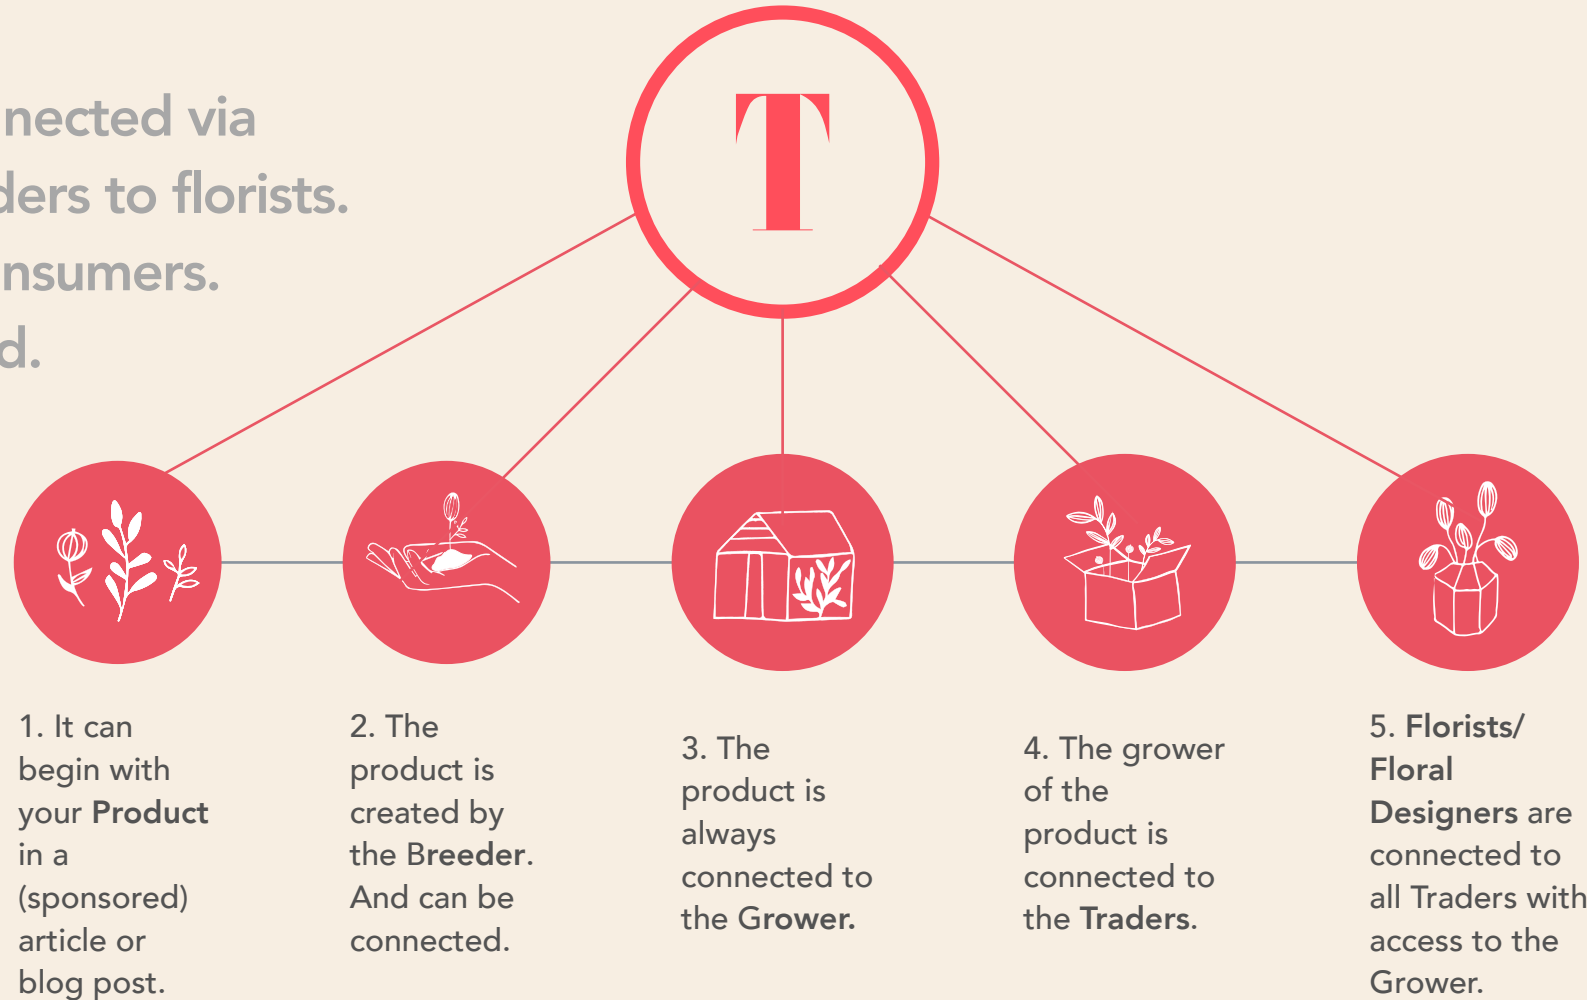 T
nnected via
ders to florists.
nsumers.
d.
1. It can
begin with
your Product
in a
(sponsored)
article or
blog post.
2. The
product is
created by
the Breeder.
And can be
connected.
3. The
product is
always
connected to
the Grower.
4. The grower
of the
product is
connected to
the Traders.
5. Florists/
Floral
Designers are
connected to
all Traders with
access to the
Grower.